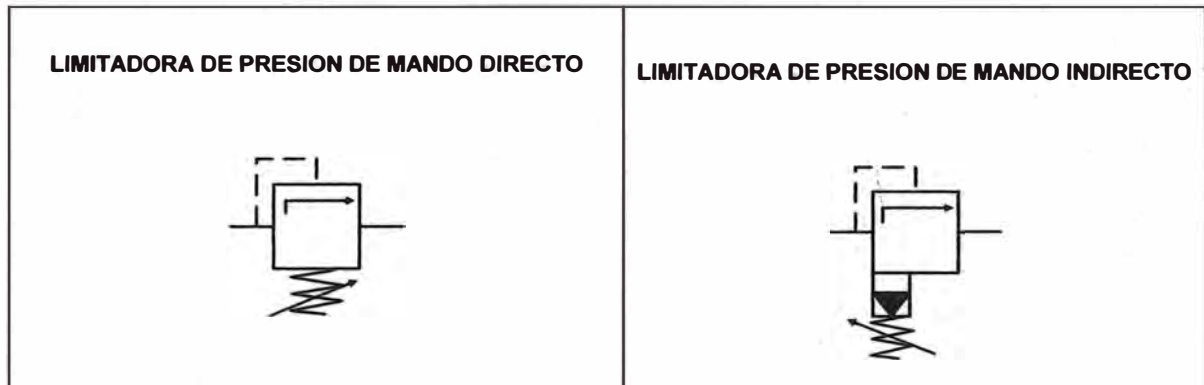 LIMITADORA DE PRESION DE MANDO DIRECTO
LIMITADORA DE PRESION DE MANDO INDIRECTO